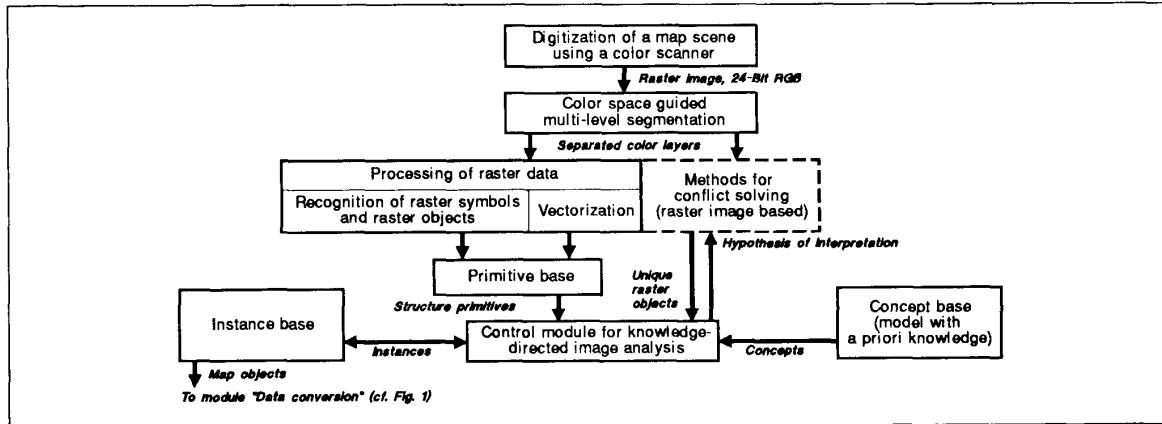 Digitization of a map scene
using a color scanner
Raster image, 24-Bit RGB
Color space guided
multi-level segmentation
Separated color layers
Processing of raster data
Recognition of raster symbols
and raster objects
Vectorization
Methods for
conflict solving
(raster image based)
Hypothesis of interpretation
Primitive base
Unique
raster
objects
Structure primitives
Instance base
Control module for knowledge-
directed image analysis
Concept base
(model with
a priori knowledge)
Instances
Concepts
Map objects
To module "Data conversion" (cf. Fig. 1)